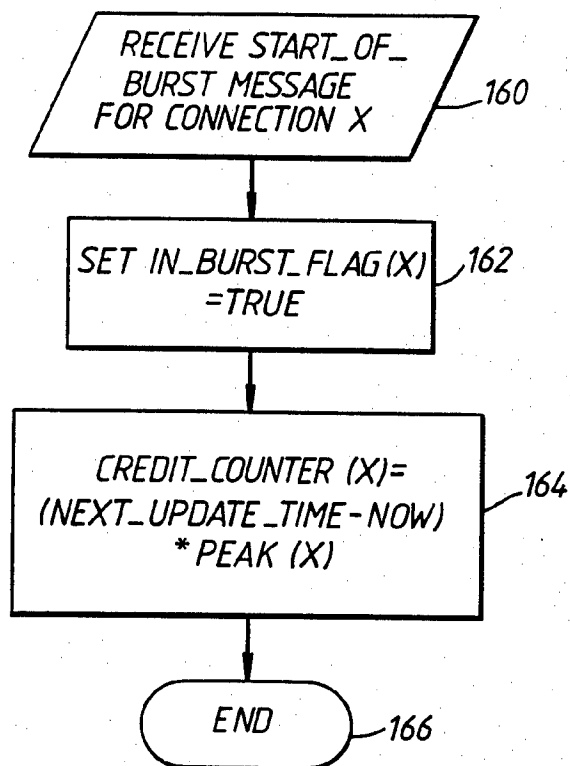 RECEIVE START_OF_
BURST MESSAGE
FOR CONNECTION X
160
SET IN_BURST_FLAG(X)
=TRUE
162
CREDIT_COUNTER (X)=
(NEXT_UPDATE_TIME-NOW)
* PEAK (X)
164
END
166